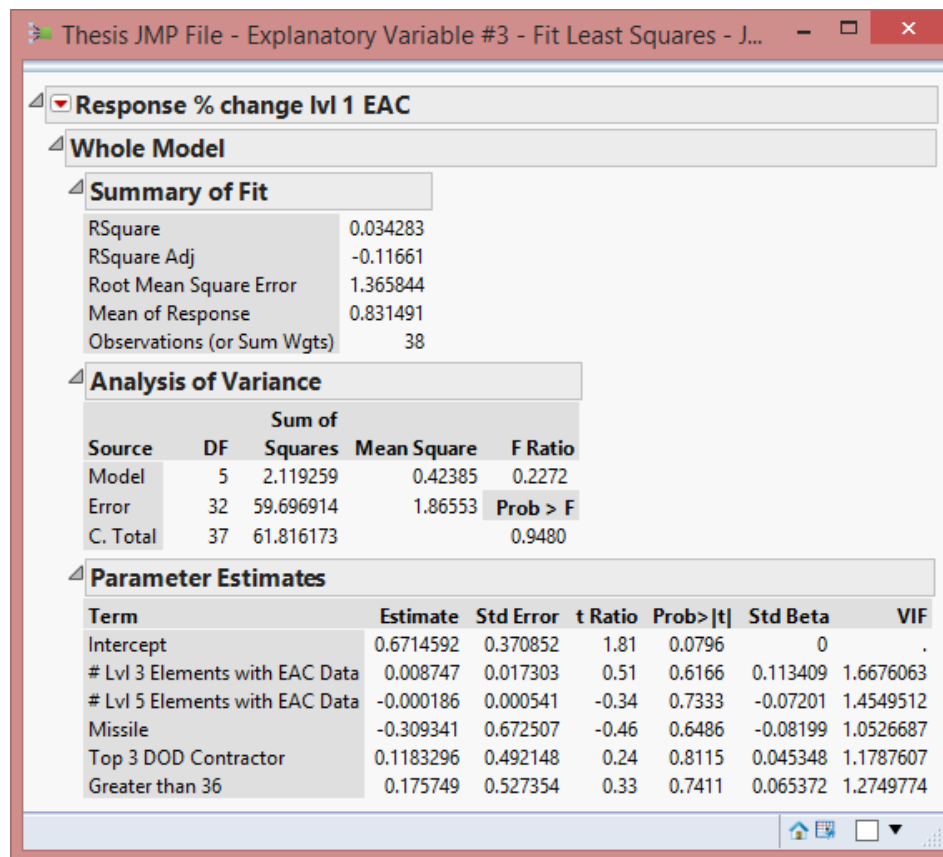 Thesis JMP File - Explanatory Variable #3 - Fit Least Squares - J...
Response % change lvl 1 EAC
Whole Model
Summary of Fit
RSquare 0.034283
RSquare Adj -0.11661
Root Mean Square Error 1.365844
Mean of Response 0.831491
Observations (or Sum Wgts) 38
Analysis of Variance
Sum of
Source DF Squares Mean Square F Ratio
Model 5 2.119259 0.42385 0.2272
Error 32 59.696914 1.86553 Prob > F
C. Total 37 61.816173 0.9480
Parameter Estimates
Term Estimate Std Error t Ratio Prob>|t| Std Beta VIF
Intercept 0.6714592 0.370852 1.81 0.0796 0 .
# Lvl 3 Elements with EAC Data 0.008747 0.017303 0.51 0.6166 0.113409 1.6676063
# Lvl 5 Elements with EAC Data -0.000186 0.000541 -0.34 0.7333 -0.07201 1.4549512
Missile -0.309341 0.672507 -0.46 0.6486 -0.08199 1.0526687
Top 3 DOD Contractor 0.1183296 0.492148 0.24 0.8115 0.045348 1.1787607
Greater than 36 0.175749 0.527354 0.33 0.7411 0.065372 1.2749774